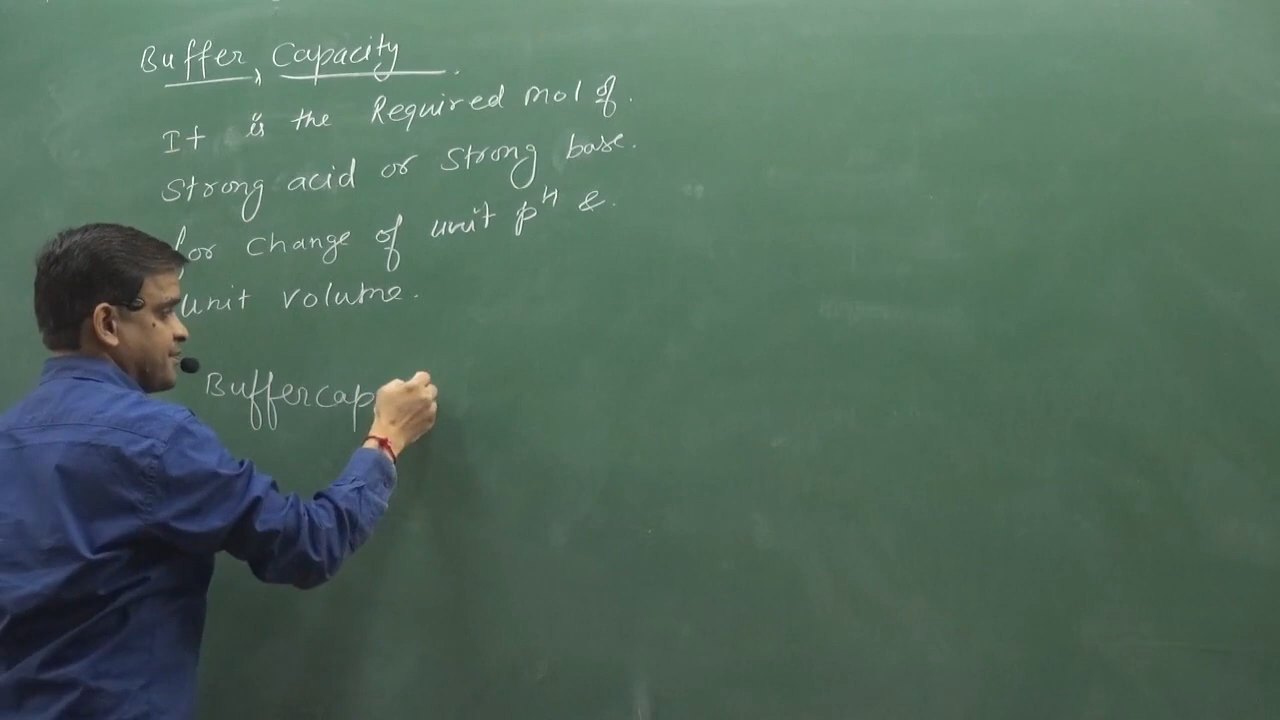 Buffer, Capacity.
It is the Required mol of.
Strong acid or Strong base.
for change of unit pH &.
unit volume.
Buffer cap